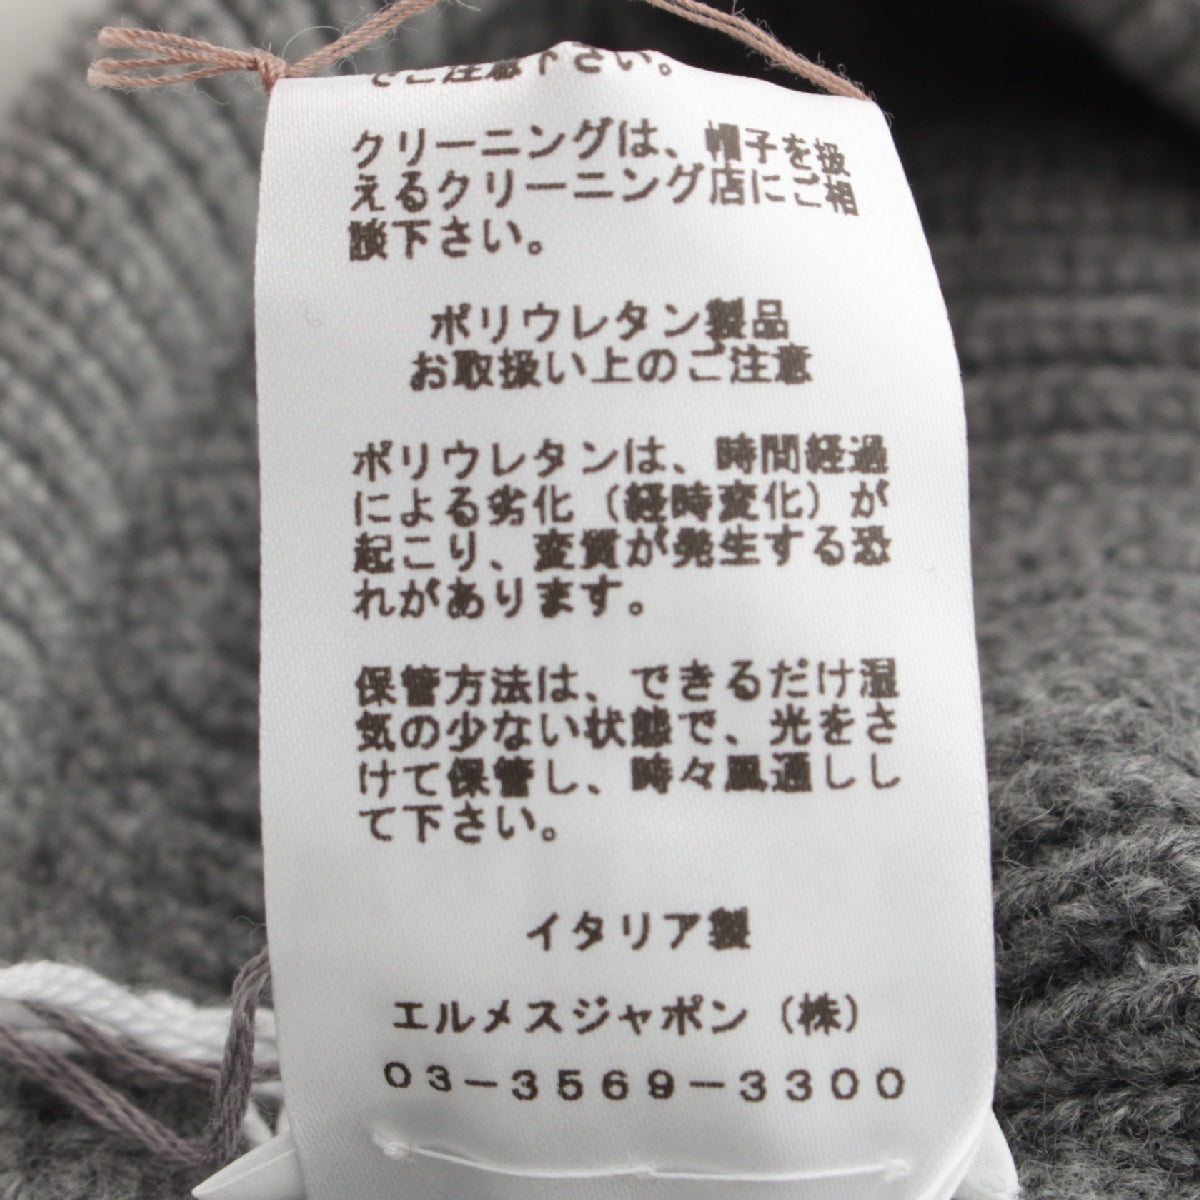 でご注意下さい。
クリーニングは、帽子を扱
えるクリーニング店にご相
談下さい。
ポリウレタン製品
お取扱い上のご注意
ポリウレタンは、時間経過
による劣化（経時変化）が
起こり、変質が発生する恐
れがあります。
保管方法は、できるだけ湿
気の少ない状態で、光をさ
けて保管し、時々風通しし
て下さい。
イタリア製
エルメスジャポン（株）
03-3569-3300